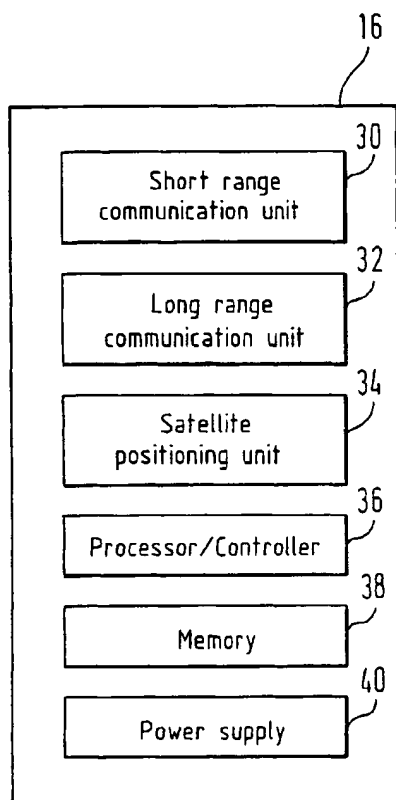 16
30
Short range
communication unit
32
Long range
communication unit
34
Satellite
positioning unit
36
Processor/Controller
38
Memory
40
Power supply